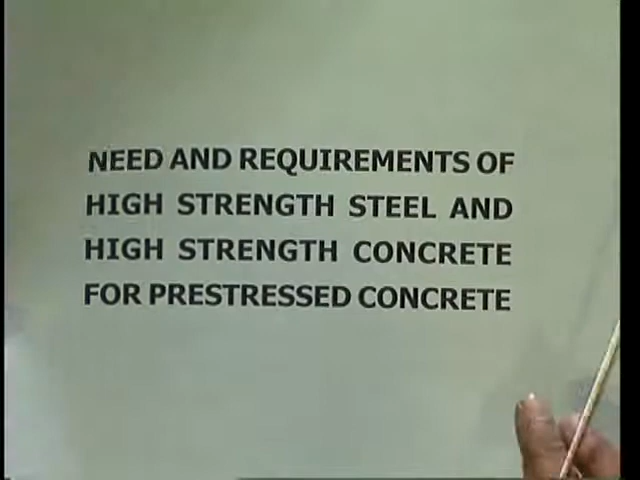 NEED AND REQUIREMENTS OF
HIGH STRENGTH STEEL AND
HIGH STRENGTH CONCRETE
FOR PRESTRESSED CONCRETE